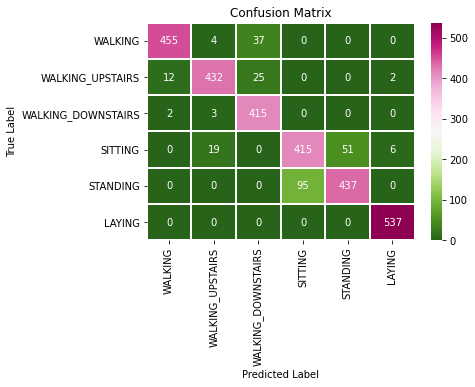 Confusion Matrix
WALKING 455 4 37 0 0 0
WALKING_UPSTAIRS 12 432 25 0 0 2
WALKING_DOWNSTAIRS 2 3 415 0 0 0
SITTING 0 19 0 415 51 6
STANDING 0 0 0 95 437 0
LAYING 0 0 0 0 0 537
True Label
WALKING
WALKING_UPSTAIRS
WALKING_DOWNSTAIRS
SITTING
STANDING
LAYING
Predicted Label
500
400
300
200
100
0